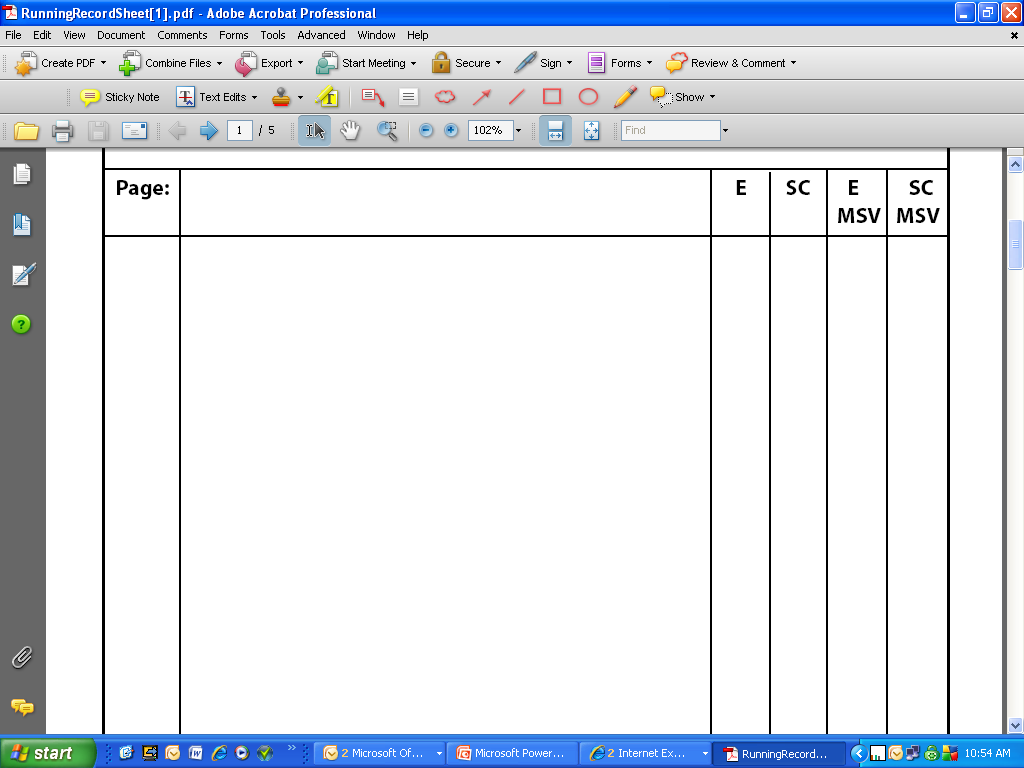 RunningRecordSheet[1].pdf - Adobe Acrobat Professional
File Edit View Document Comments Forms Tools Advanced Window Help
Create PDF Combine Files Export Start Meeting Secure Sign Forms Review & Comment
Sticky Note Text Edits Show
1 / 5 102% Find
Page: E SC E SC
MSV MSV
start 2 Microsoft Of... Microsoft Power... 2 Internet Ex... RunningRecord... 10:54 AM